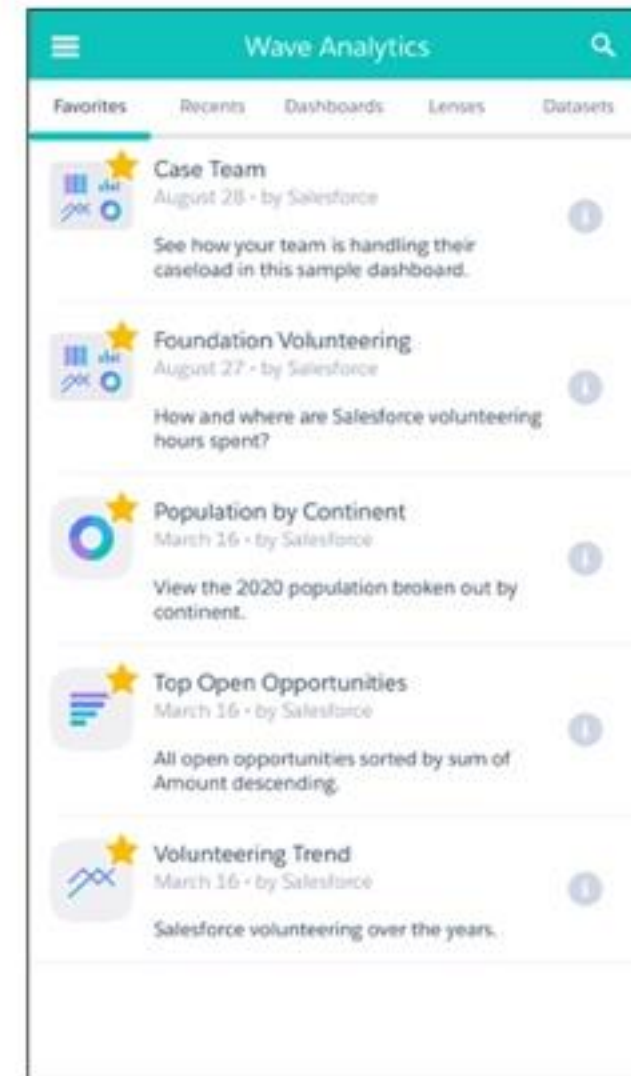 Wave Analytics
Favorites Recents Dashboards Lenses Datasets
Case Team
August 28 • by Salesforce
See how your team is handling their
caseload in this sample dashboard.
Foundation Volunteering
August 27 • by Salesforce
How and where are Salesforce volunteering
hours spent?
Population by Continent
March 16 • by Salesforce
View the 2020 population broken out by
continent.
Top Open Opportunities
March 16 • by Salesforce
All open opportunities sorted by sum of
Amount descending.
Volunteering Trend
March 16 • by Salesforce
Salesforce volunteering over the years.